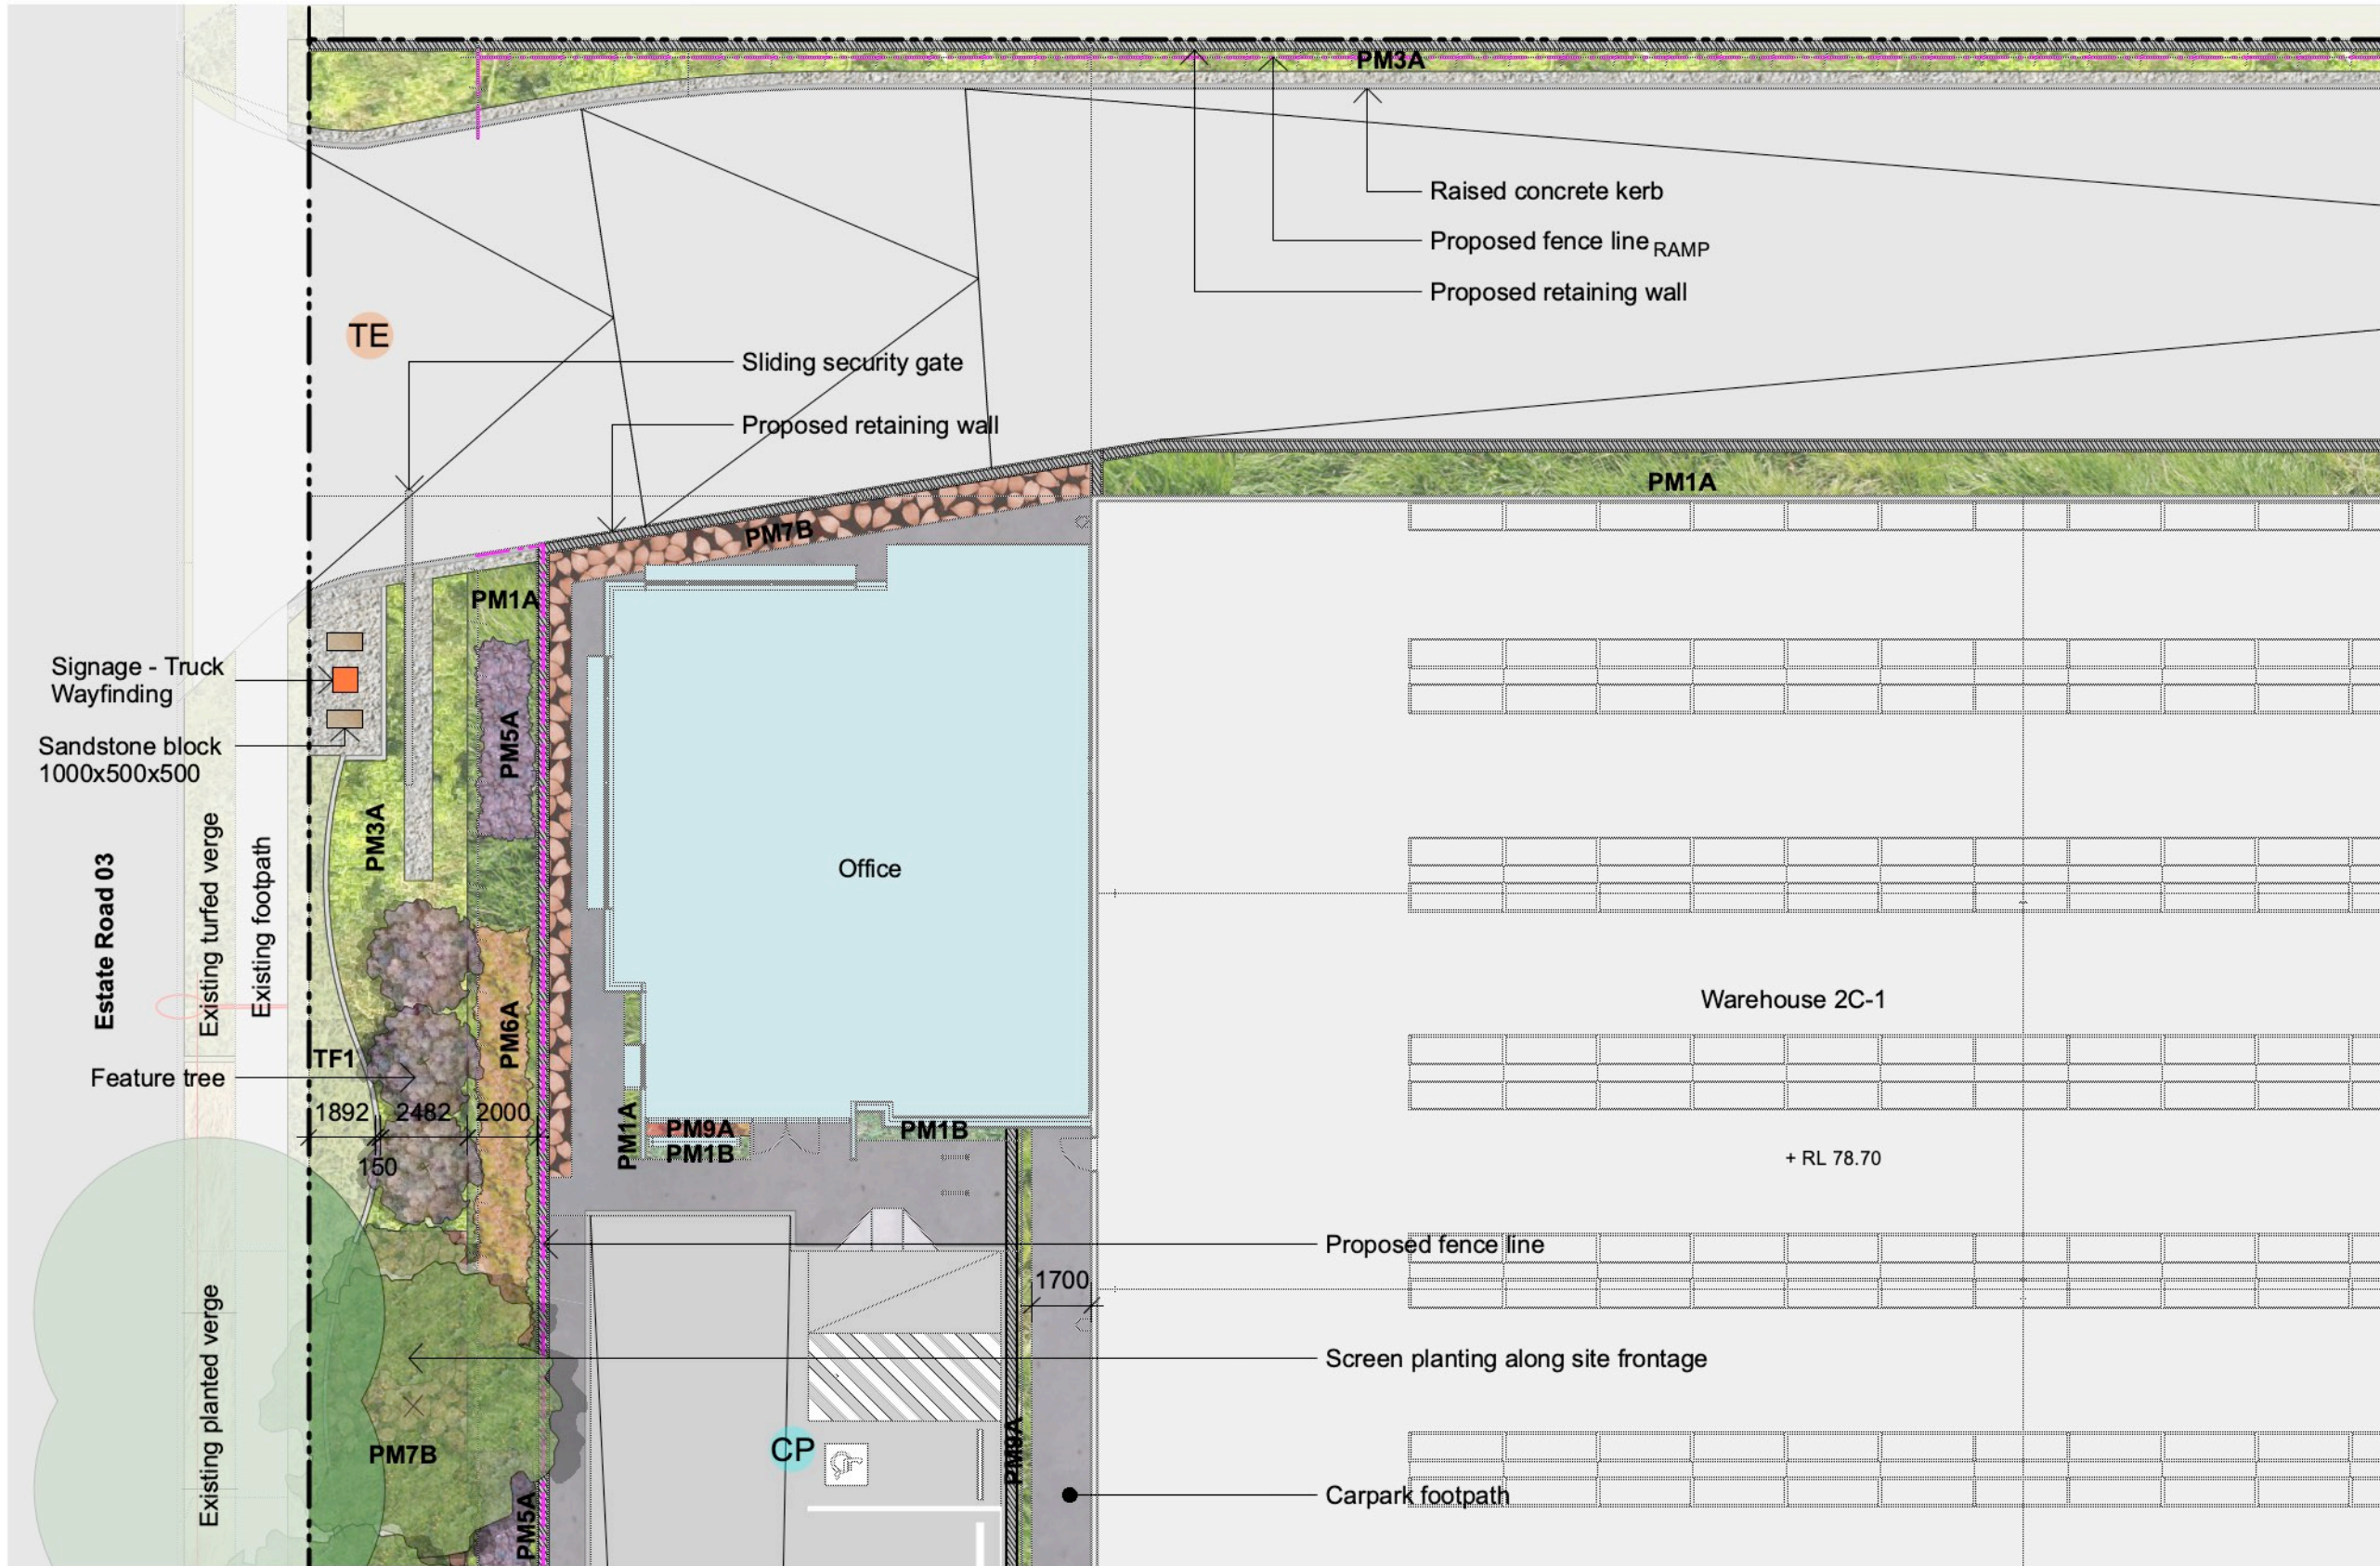 PM3A
Raised concrete kerb
Proposed fence line
RAMP
Proposed retaining wall
TE
Sliding security gate
Proposed retaining wall
PM1A
PM7B
PM1A
Signage - Truck
Wayfinding
Sandstone block
1000x500x500
PM5A
PM3A
Office
Estate Road 03
Existing turfed verge
Existing footpath
Warehouse 2C-1
PM6A
TF1
Feature tree
1892
2482
2000
150
PM1A
PM9A
PM1B
PM1B
+ RL 78.70
Proposed fence line
1700
Screen planting along site frontage
Existing planted verge
PM7B
CP
Carpark footpath
PM5A